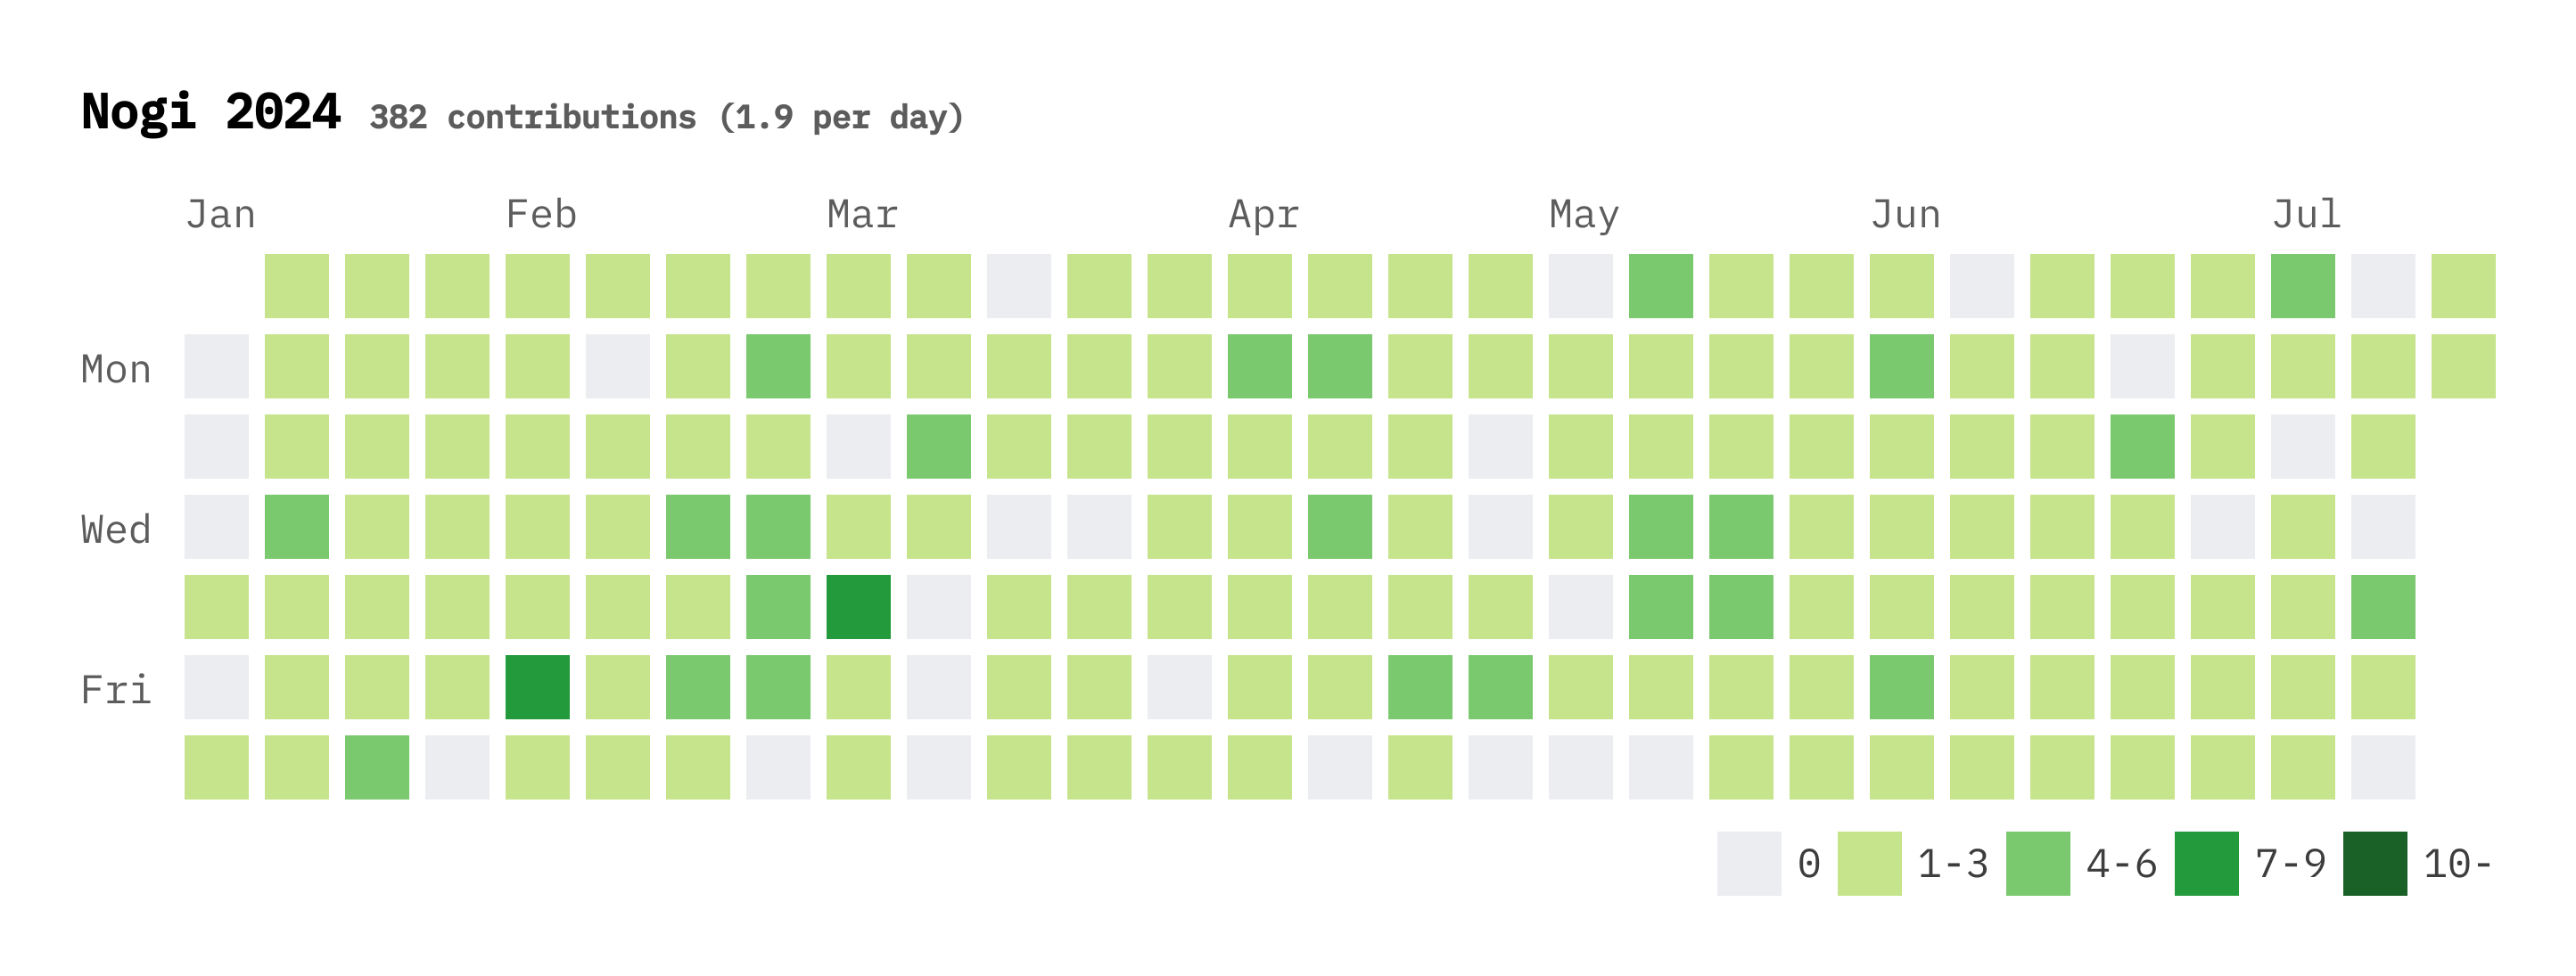 Nogi 2024 382 contributions (1.9 per day)
Jan Feb Mar Apr May Jun Jul
Mon
Wed
Fri
0 1-3 4-6 7-9 10-